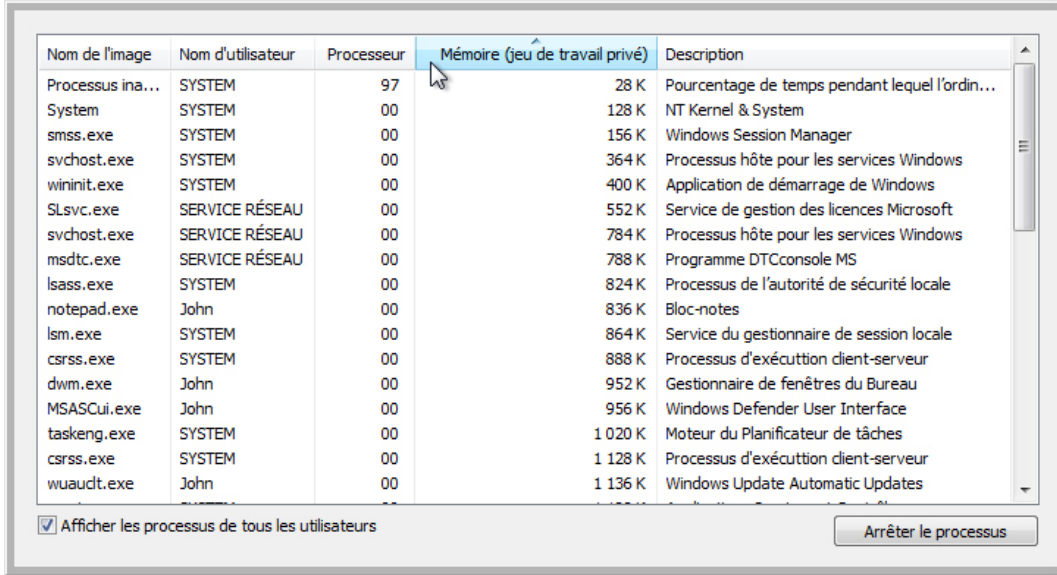 Nom de l'image Nom d'utilisateur Processeur Mémoire (jeu de travail privé) Description
Processus ina... SYSTEM 97 28 K Pourcentage de temps pendant lequel l'ordin...
System SYSTEM 00 128 K NT Kernel & System
smss.exe SYSTEM 00 156 K Windows Session Manager
svchost.exe SYSTEM 00 364 K Processus hôte pour les services Windows
wininit.exe SYSTEM 00 400 K Application de démarrage de Windows
SLsvc.exe SERVICE RÉSEAU 00 552 K Service de gestion des licences Microsoft
svchost.exe SERVICE RÉSEAU 00 784 K Processus hôte pour les services Windows
msdtc.exe SERVICE RÉSEAU 00 788 K Programme DTCconsole MS
lsass.exe SYSTEM 00 824 K Processus de l'autorité de sécurité locale
notepad.exe John 00 836 K Bloc-notes
lsm.exe SYSTEM 00 864 K Service du gestionnaire de session locale
csrss.exe SYSTEM 00 888 K Processus d'exécuttion client-serveur
dwm.exe John 00 952 K Gestionnaire de fenêtres du Bureau
MSASCui.exe John 00 956 K Windows Defender User Interface
taskeng.exe SYSTEM 00 1 020 K Moteur du Planificateur de tâches
csrss.exe SYSTEM 00 1 128 K Processus d'exécuttion client-serveur
wuauclt.exe John 00 1 136 K Windows Update Automatic Updates
Afficher les processus de tous les utilisateurs
Arrêter le processus